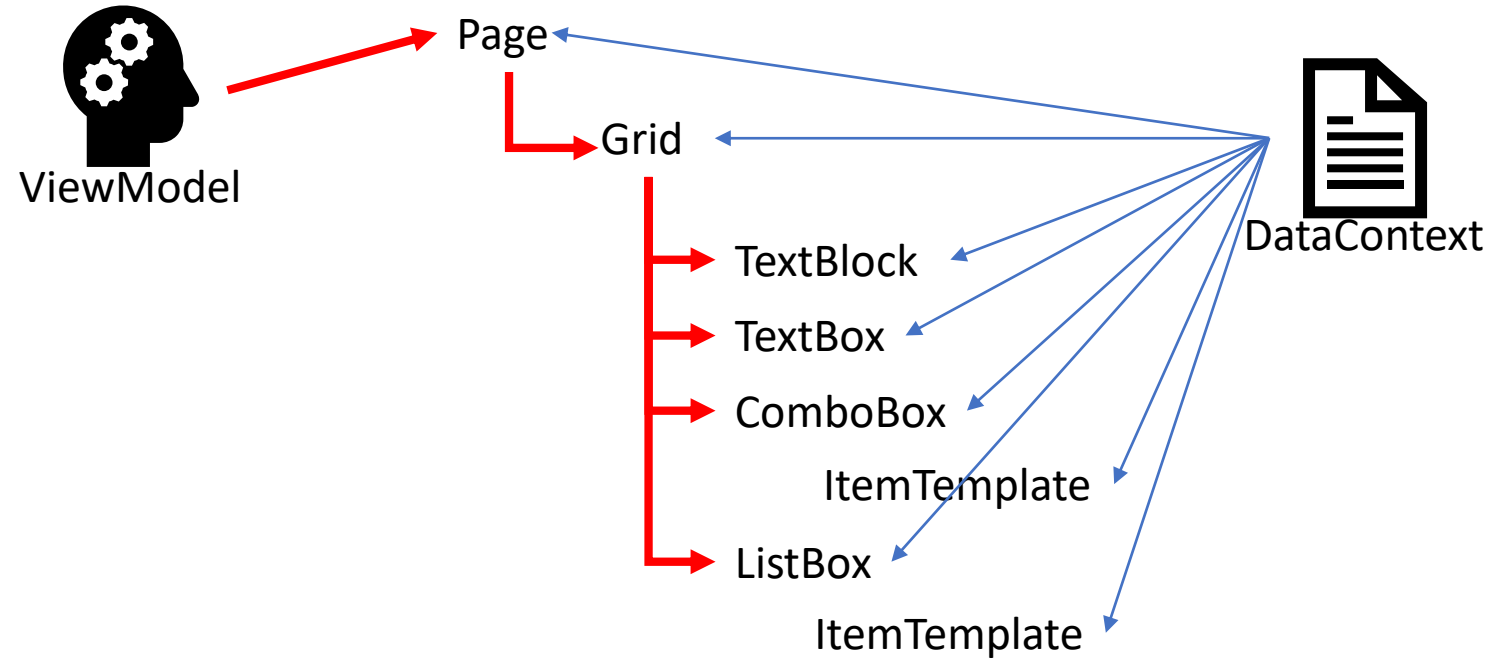 Page
Grid
ViewModel
DataContext
TextBlock
TextBox
ComboBox
ItemTemplate
ListBox
ItemTemplate